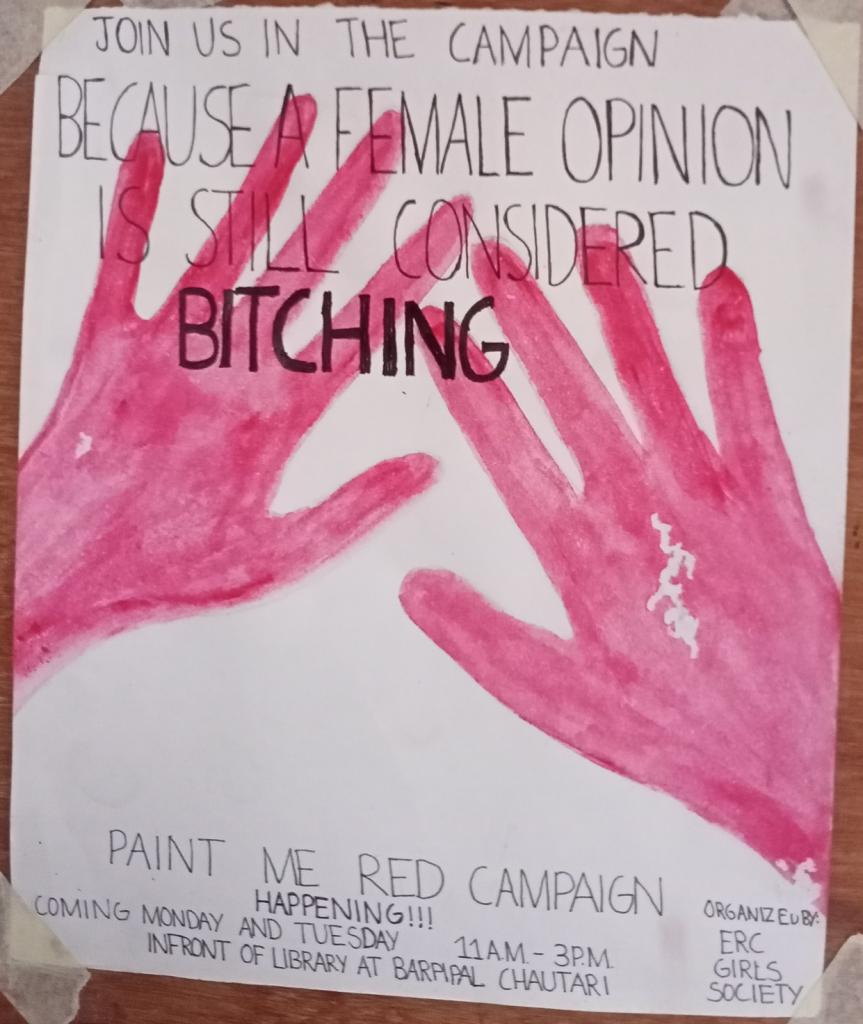 JOIN US IN THE CAMPAIGN
BECAUSE A FEMALE OPINION
IS STILL CONSIDERED
BITCHING
PAINT ME RED CAMPAIGN
HAPPENING!!!
COMING MONDAY AND TUESDAY 11A.M. - 3P.M.
INFRONT OF LIBRARY AT BARPIPAL CHAUTARI
ORGANIZED BY:
ERC
GIRLS
SOCIETY